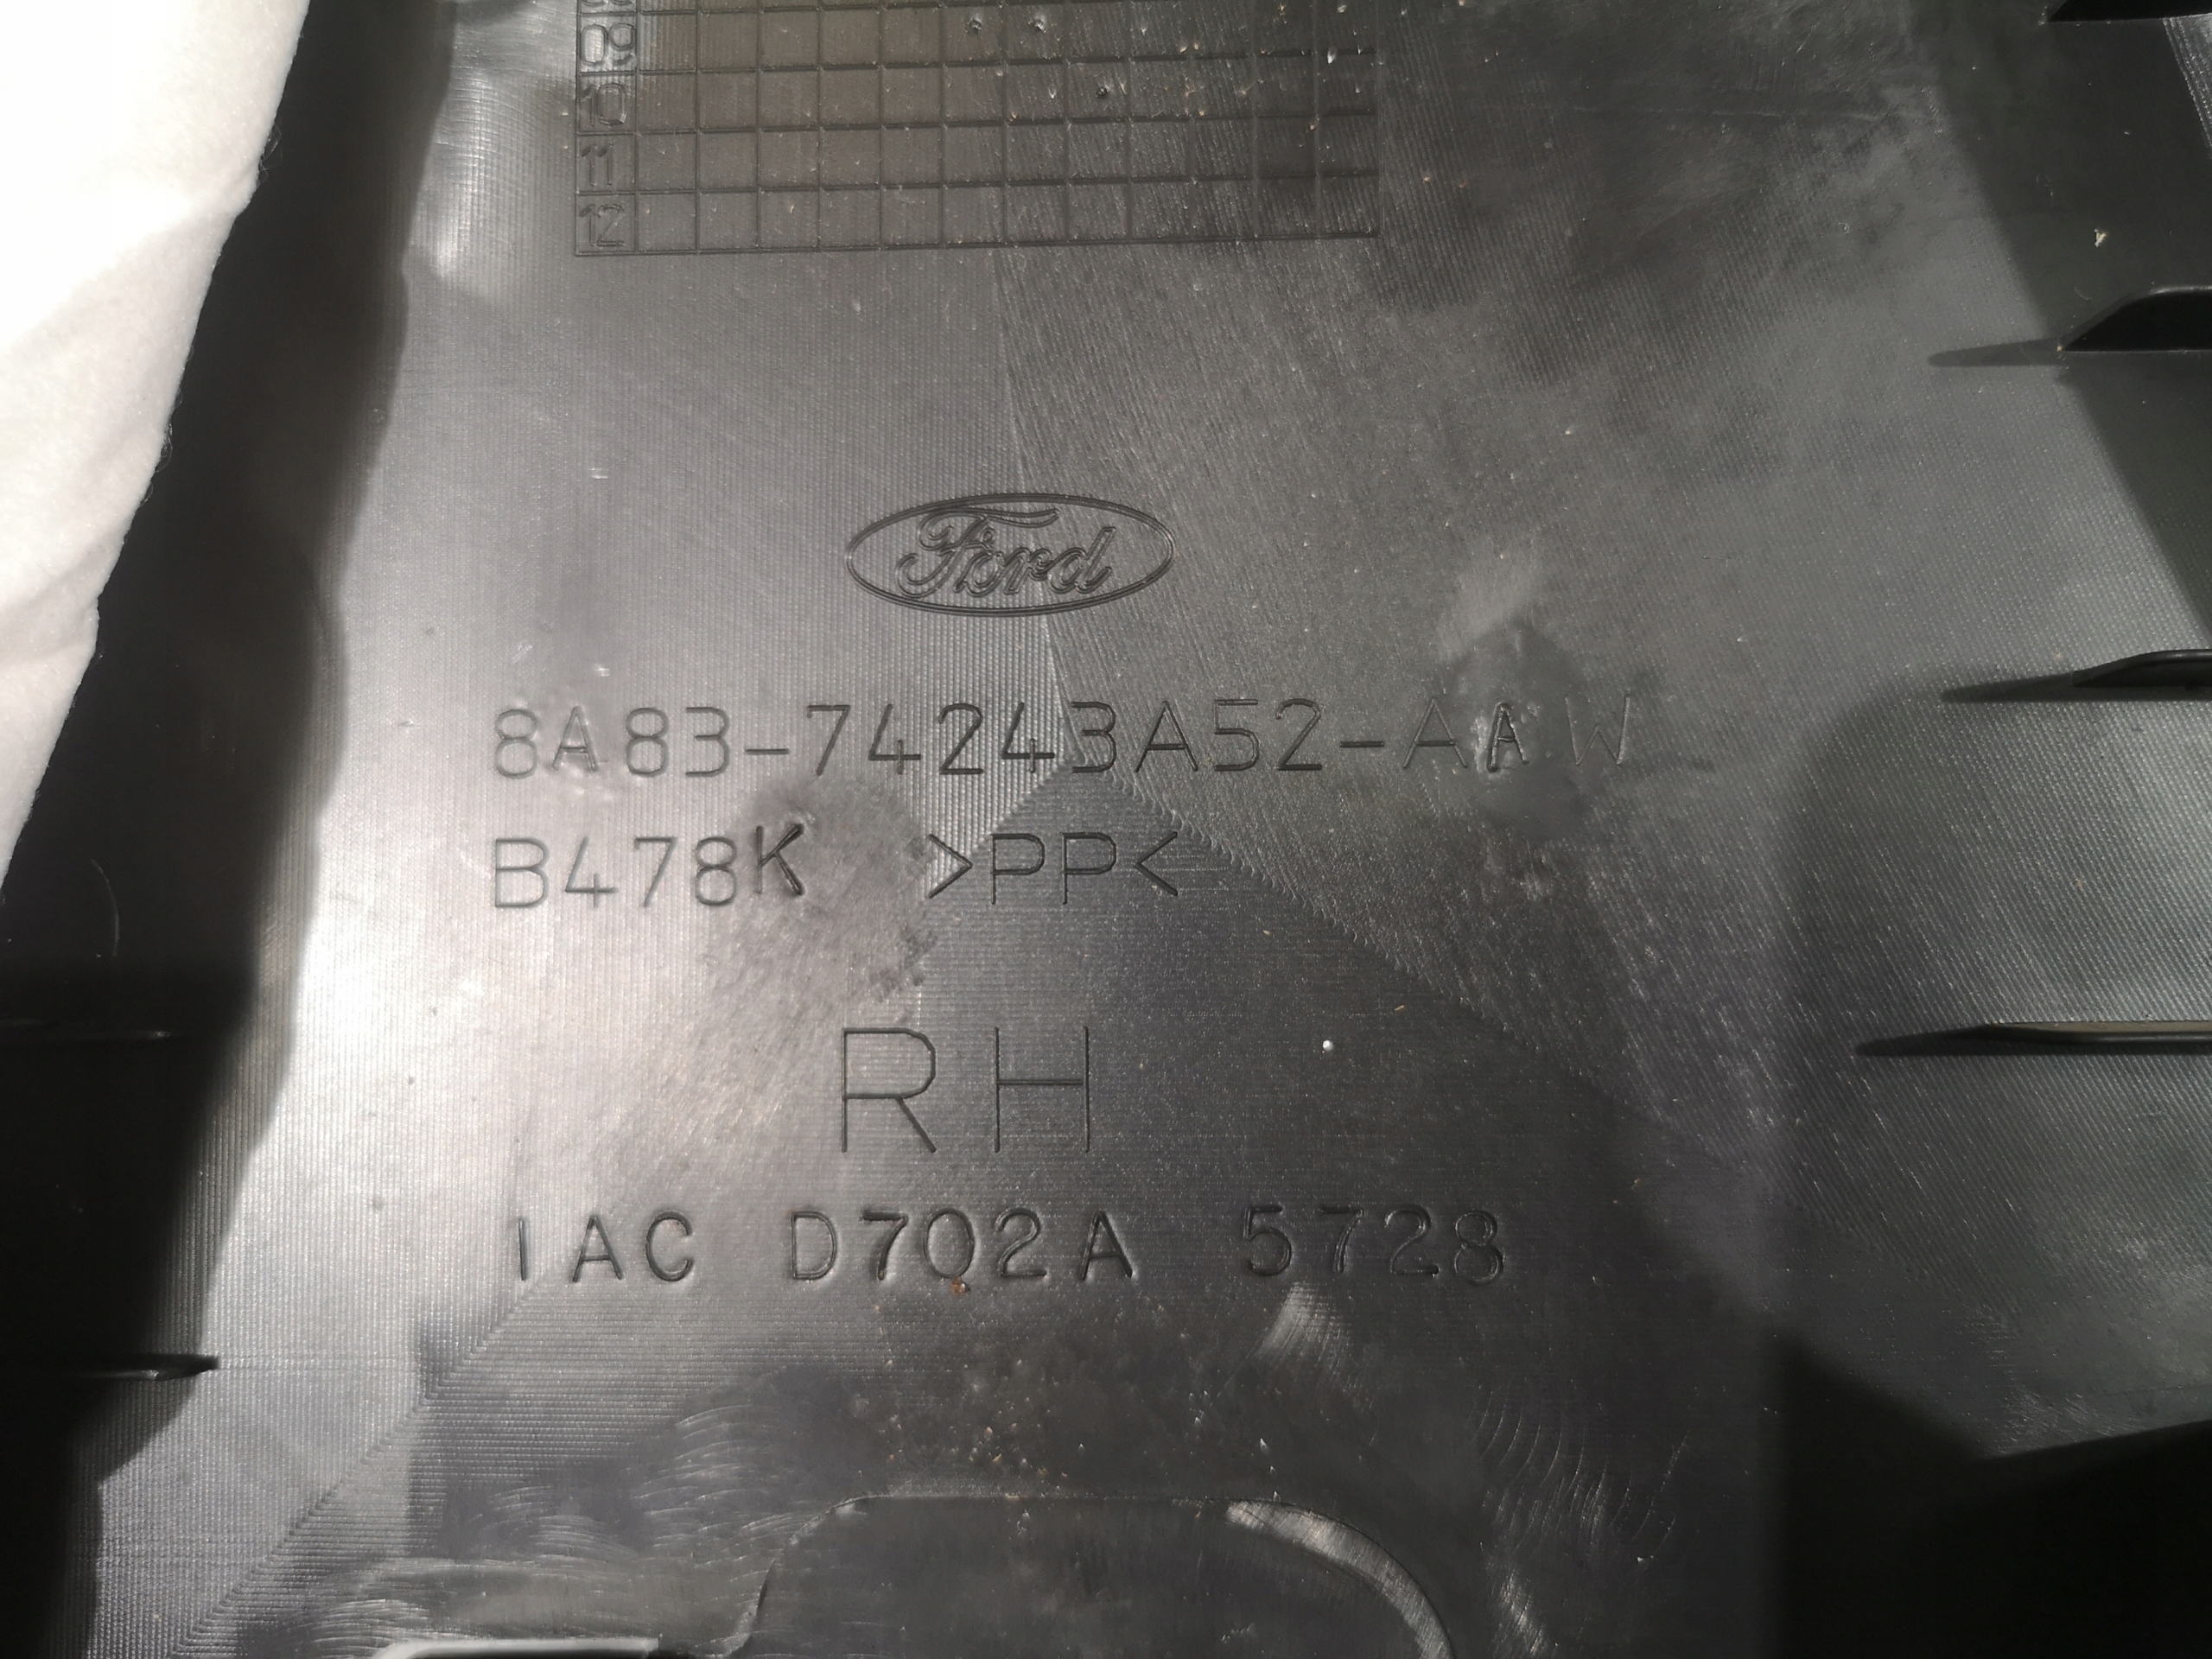 09
10
11
12
Ford
8A83-74243A52-AAW
B478K >PP<
RH
IAC D702A 5728